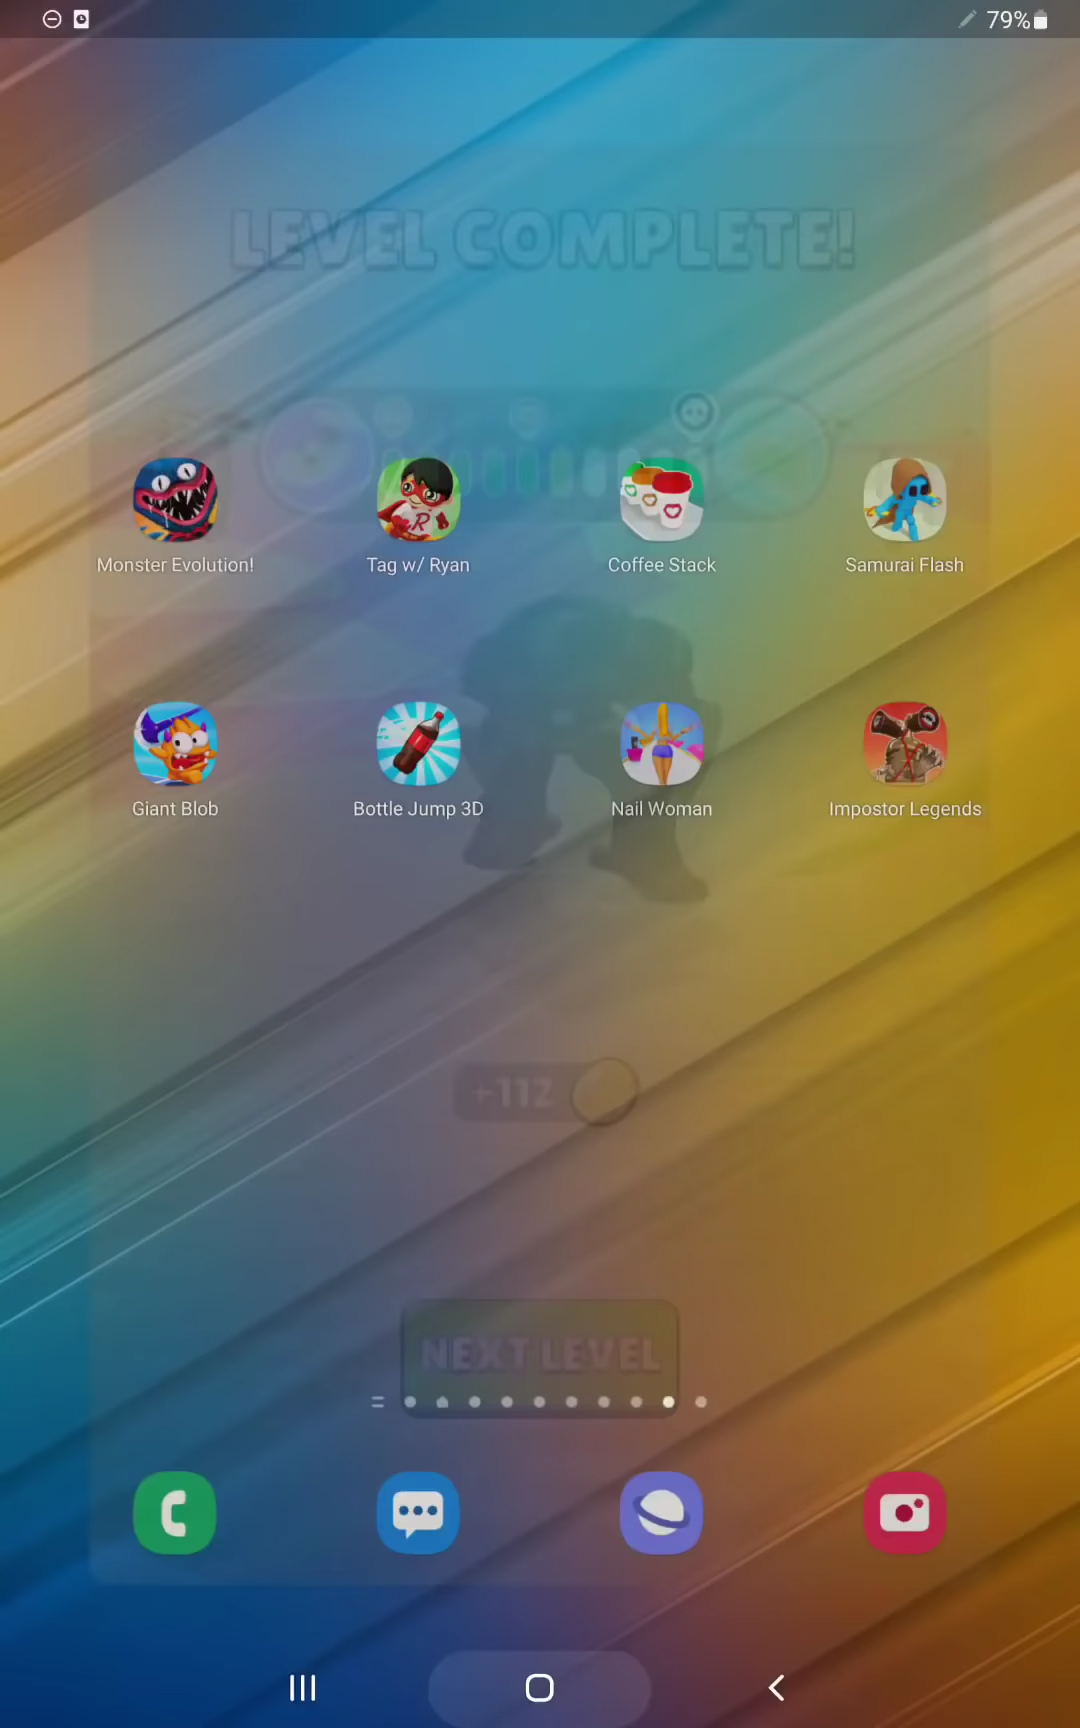 79%
LEVEL COMPLETE!
Monster Evolution!
Tag w/ Ryan
R
Coffee Stack
Samurai Flash
Giant Blob
Bottle Jump 3D
Nail Woman
Impostor Legends
+112
NEXT LEVEL